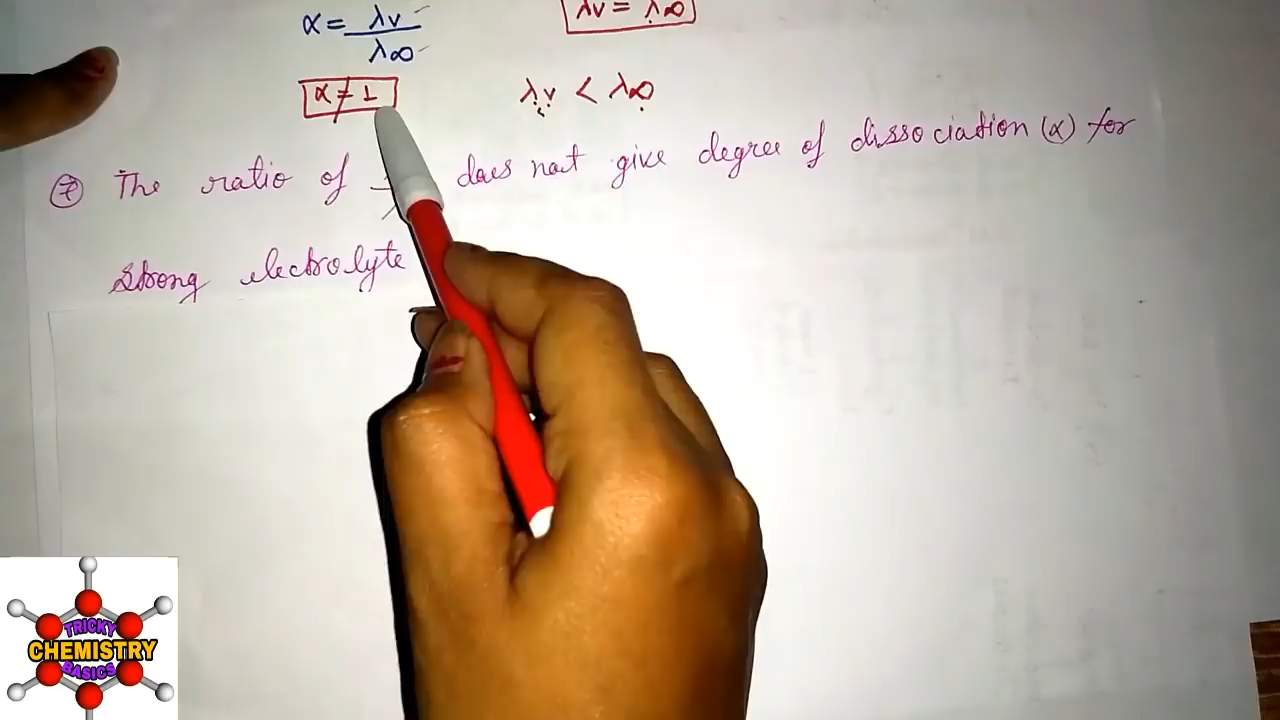 α = λv / λ∞
λv = λ∞
α ≠ 1
λv < λ∞
⑦ The ratio of does not give degree of dissociation (α) for
strong electrolyte
TRICKY
CHEMISTRY
BASICS